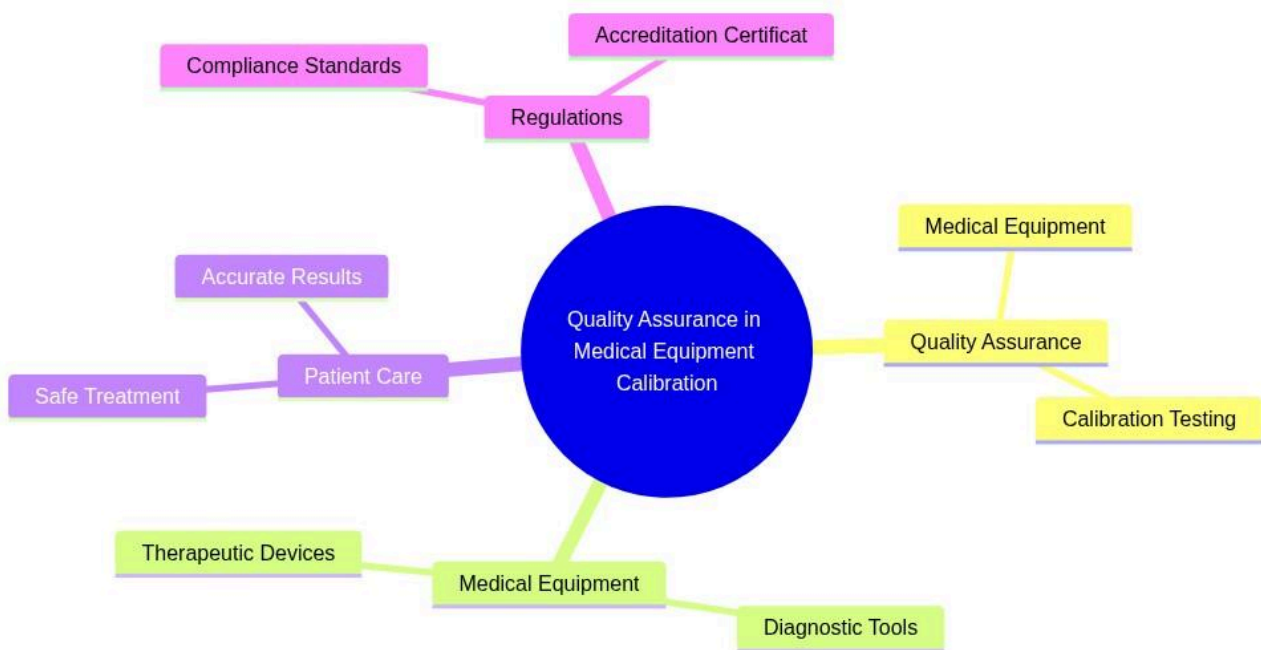 Accreditation Certificat
Compliance Standards
Regulations
Medical Equipment
Accurate Results
Quality Assurance in
Medical Equipment
Calibration
Quality Assurance
Patient Care
Safe Treatment
Calibration Testing
Therapeutic Devices
Medical Equipment
Diagnostic Tools